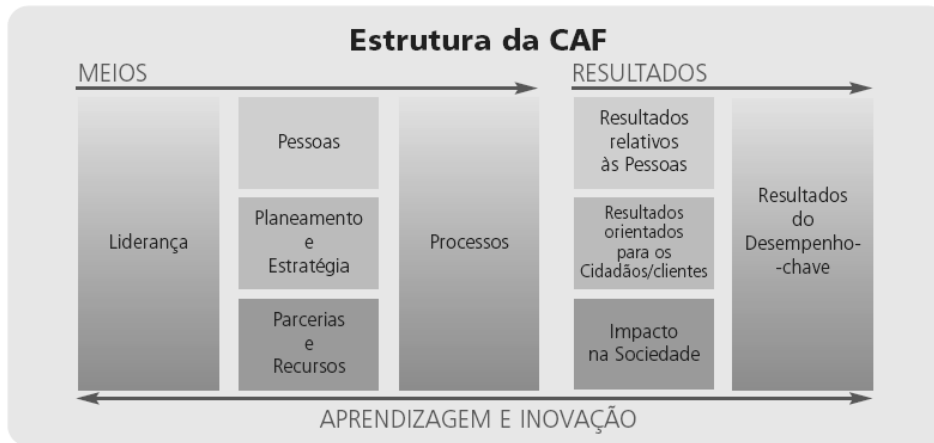 Estrutura da CAF
MEIOS
RESULTADOS
Liderança
Pessoas
Planeamento
e
Estratégia
Parcerias
e
Recursos
Processos
Resultados
relativos
às Pessoas
Resultados
orientados
para os
Cidadãos/clientes
Impacto
na Sociedade
Resultados
do
Desempenho-
-chave
APRENDIZAGEM E INOVAÇÃO